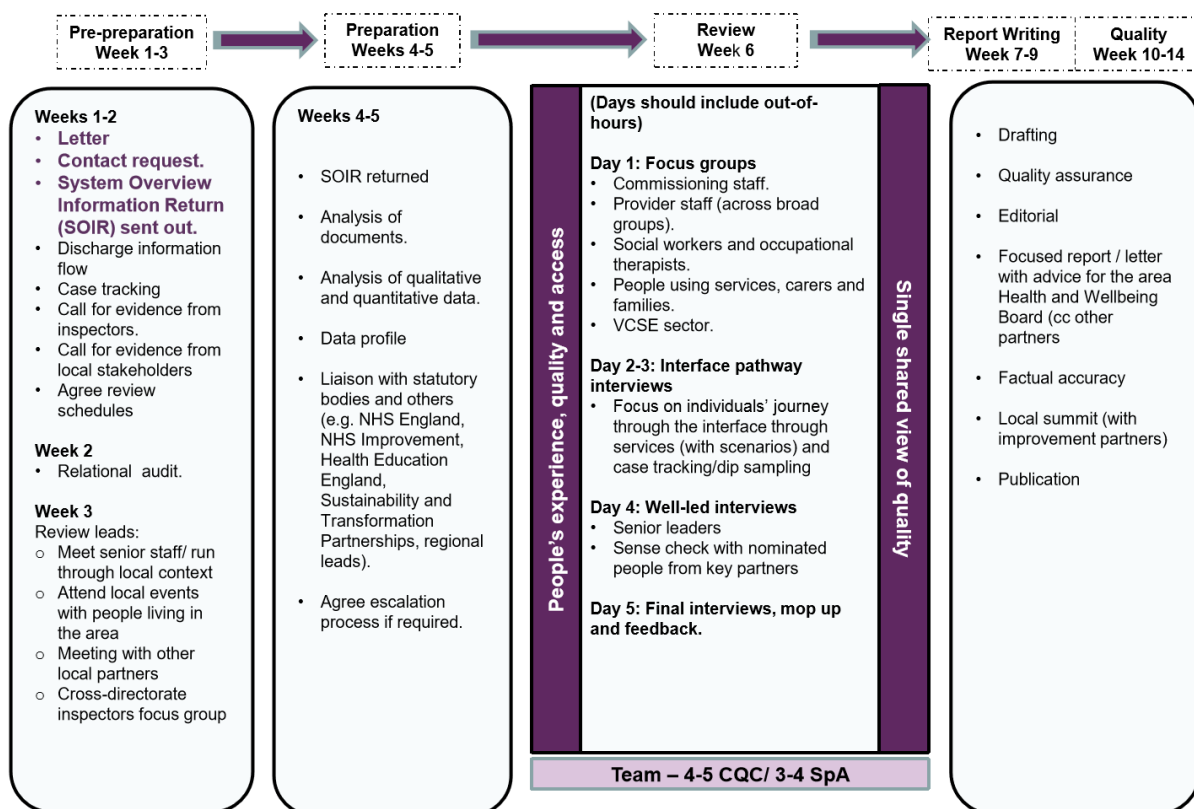 Pre-preparation
Week 1-3
Preparation
Weeks 4-5
Review
Week 6
Report Writing
Week 7-9
Quality
Week 10-14
Weeks 1-2
• Letter
• Contact request.
• System Overview
Information Return
(SOIR) sent out.
• Discharge information
flow
• Case tracking
• Call for evidence from
inspectors.
• Call for evidence from
local stakeholders
• Agree review
schedules
Week 2
• Relational audit.
Week 3
Review leads:
o Meet senior staff/ run
through local context
o Attend local events
with people living in
the area
o Meeting with other
local partners
o Cross-directorate
inspectors focus group
Weeks 4-5
• SOIR returned
• Analysis of
documents.
• Analysis of qualitative
and quantitative data.
• Data profile
• Liaison with statutory
bodies and others
(e.g. NHS England,
NHS Improvement,
Health Education
England,
Sustainability and
Transformation
Partnerships, regional
leads).
• Agree escalation
process if required.
People's experience, quality and access
(Days should include out-of-
hours)
Day 1: Focus groups
• Commissioning staff.
• Provider staff (across broad
groups).
• Social workers and occupational
therapists.
• People using services, carers and
families.
• VCSE sector.
Day 2-3: Interface pathway
interviews
• Focus on individuals' journey
through the interface through
services (with scenarios) and
case tracking/dip sampling
Day 4: Well-led interviews
• Senior leaders
• Sense check with nominated
people from key partners
Day 5: Final interviews, mop up
and feedback.
Single shared view of quality
Team – 4-5 CQC/ 3-4 SpA
• Drafting
• Quality assurance
• Editorial
• Focused report / letter
with advice for the area
Health and Wellbeing
Board (cc other
partners
• Factual accuracy
• Local summit (with
improvement partners)
• Publication